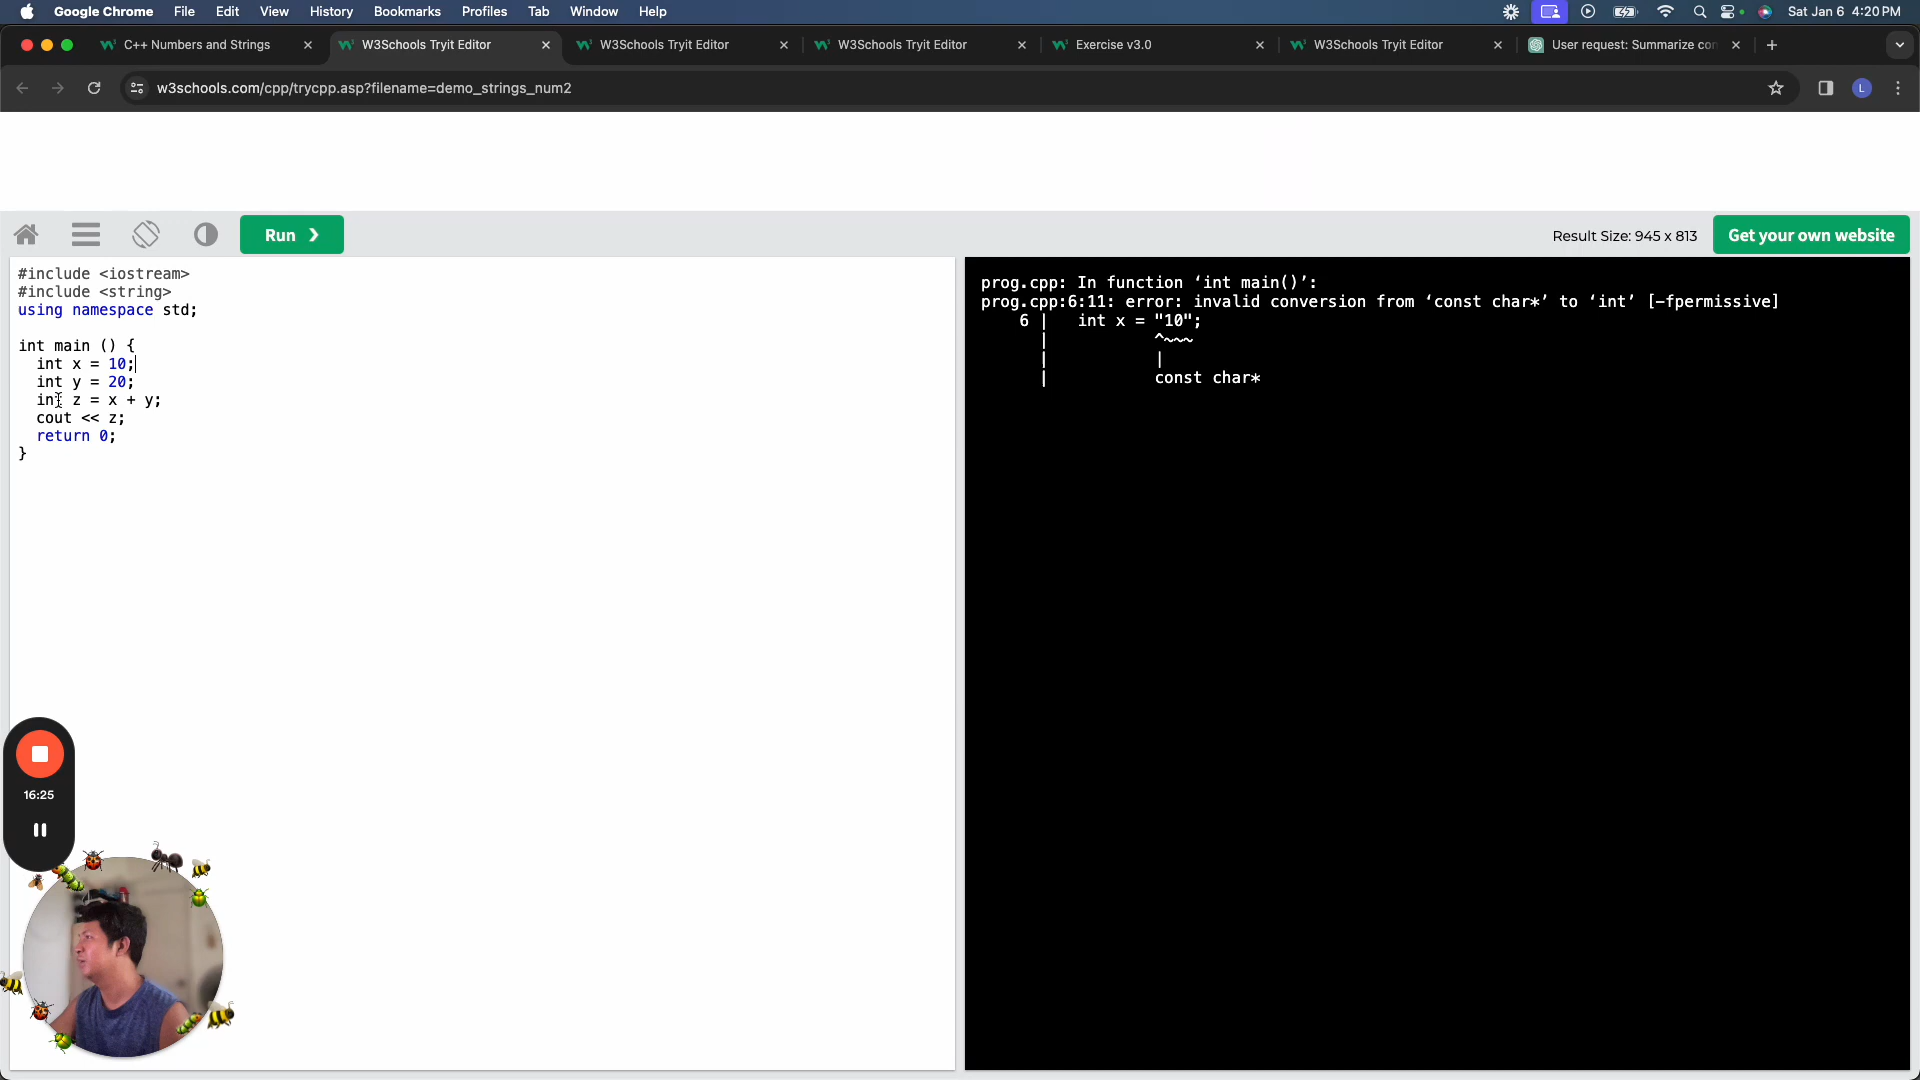 Google Chrome File Edit View History Bookmarks Profiles Tab Window Help Sat Jan 6 4:20 PM
C++ Numbers and Strings W3Schools Tryit Editor W3Schools Tryit Editor W3Schools Tryit Editor Exercise v3.0 W3Schools Tryit Editor User request: Summarize con
w3schools.com/cpp/trycpp.asp?filename=demo_strings_num2 L
Run ❯ Result Size: 945 x 813 Get your own website
#include <iostream>
#include <string>
using namespace std;
int main () {
int x = 10;
int y = 20;
int z = x + y;
cout << z;
return 0;
}
prog.cpp: In function ‘int main()’:
prog.cpp:6:11: error: invalid conversion from ‘const char*’ to ‘int’ [-fpermissive]
6 | int x = "10";
| ^~~~
| |
| const char*
16:25